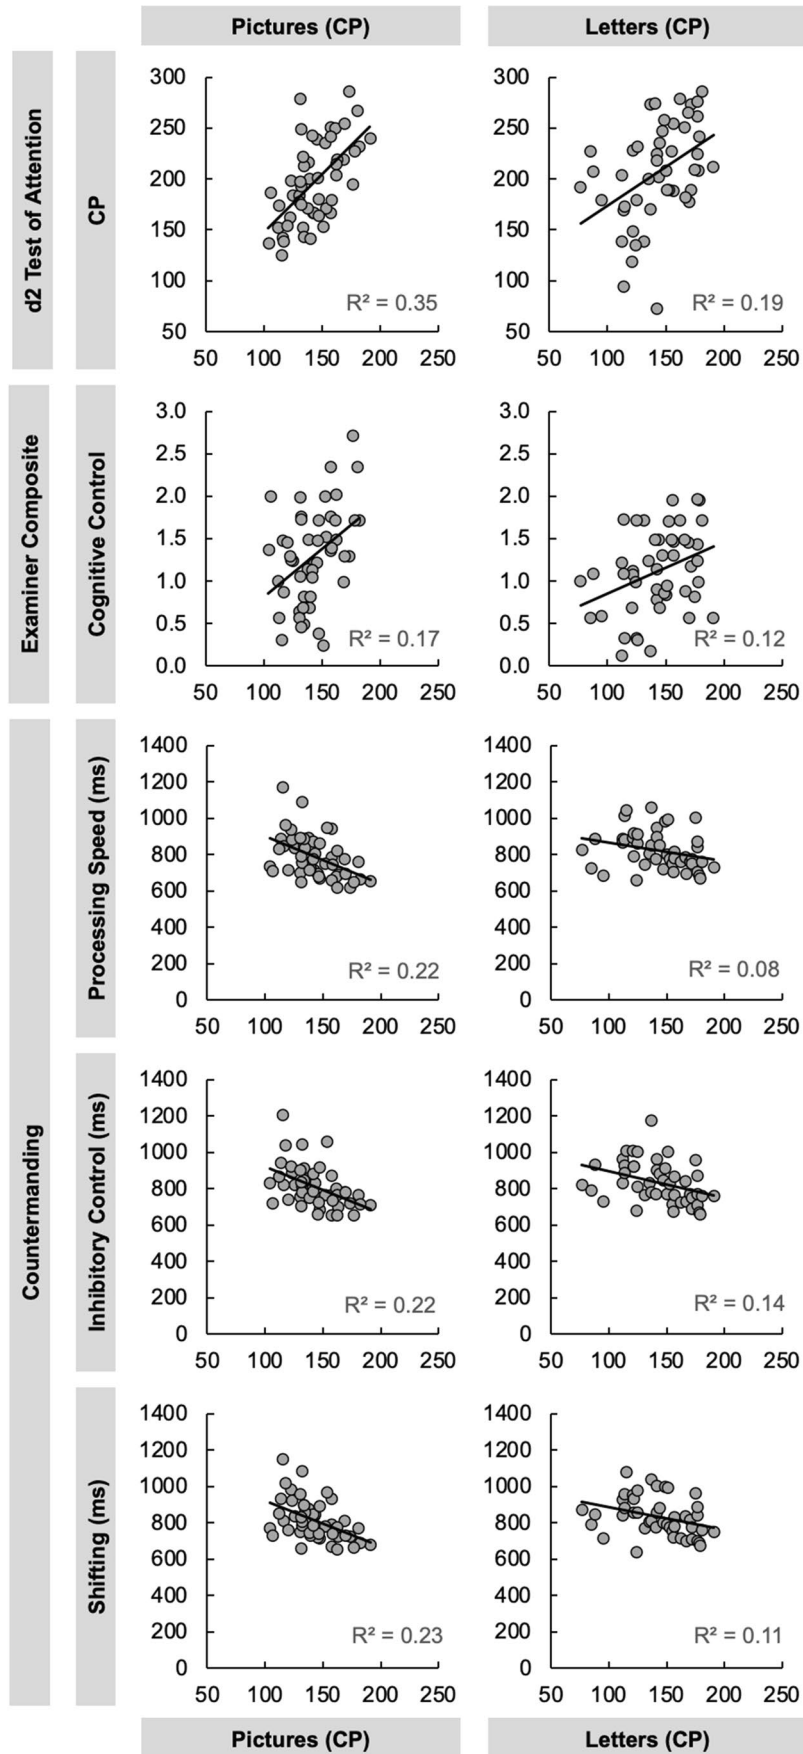 Pictures (CP)
Letters (CP)
d2 Test of Attention
CP
300
250
200
150
100
50
R² = 0.35
50 100 150 200 250
300
250
200
150
100
50
R² = 0.19
50 100 150 200 250
Examiner Composite
Cognitive Control
3.0
2.5
2.0
1.5
1.0
0.5
0.0
R² = 0.17
50 100 150 200 250
3.0
2.5
2.0
1.5
1.0
0.5
0.0
R² = 0.12
50 100 150 200 250
Countermanding
Processing Speed (ms)
1400
1200
1000
800
600
400
200
0
R² = 0.22
50 100 150 200 250
1400
1200
1000
800
600
400
200
0
R² = 0.08
50 100 150 200 250
Inhibitory Control (ms)
1400
1200
1000
800
600
400
200
0
R² = 0.22
50 100 150 200 250
1400
1200
1000
800
600
400
200
0
R² = 0.14
50 100 150 200 250
Shifting (ms)
1400
1200
1000
800
600
400
200
0
R² = 0.23
50 100 150 200 250
1400
1200
1000
800
600
400
200
0
R² = 0.11
50 100 150 200 250
Pictures (CP)
Letters (CP)